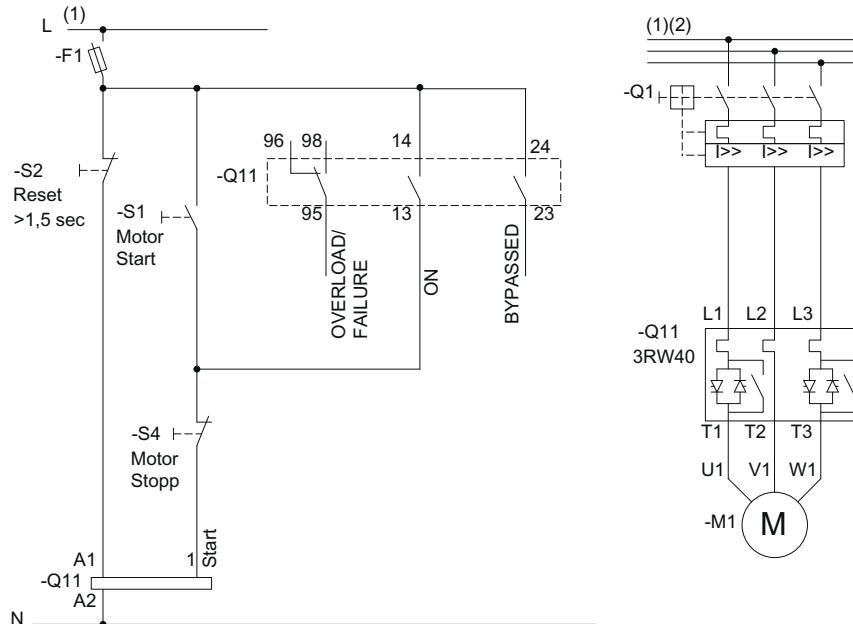 L (1)
-F1
-S2
Reset
>1,5 sec
-S1
Motor
Start
96 98 14 24
-Q11
95 13 23
OVERLOAD/
FAILURE
ON
BYPASSED
-S4
Motor
Stopp
A1 1 Start
-Q11
A2
N
(1)(2)
-Q1
I>> I>> I>>
L1 L2 L3
-Q11
3RW40
T1 T2 T3
U1 V1 W1
-M1 M